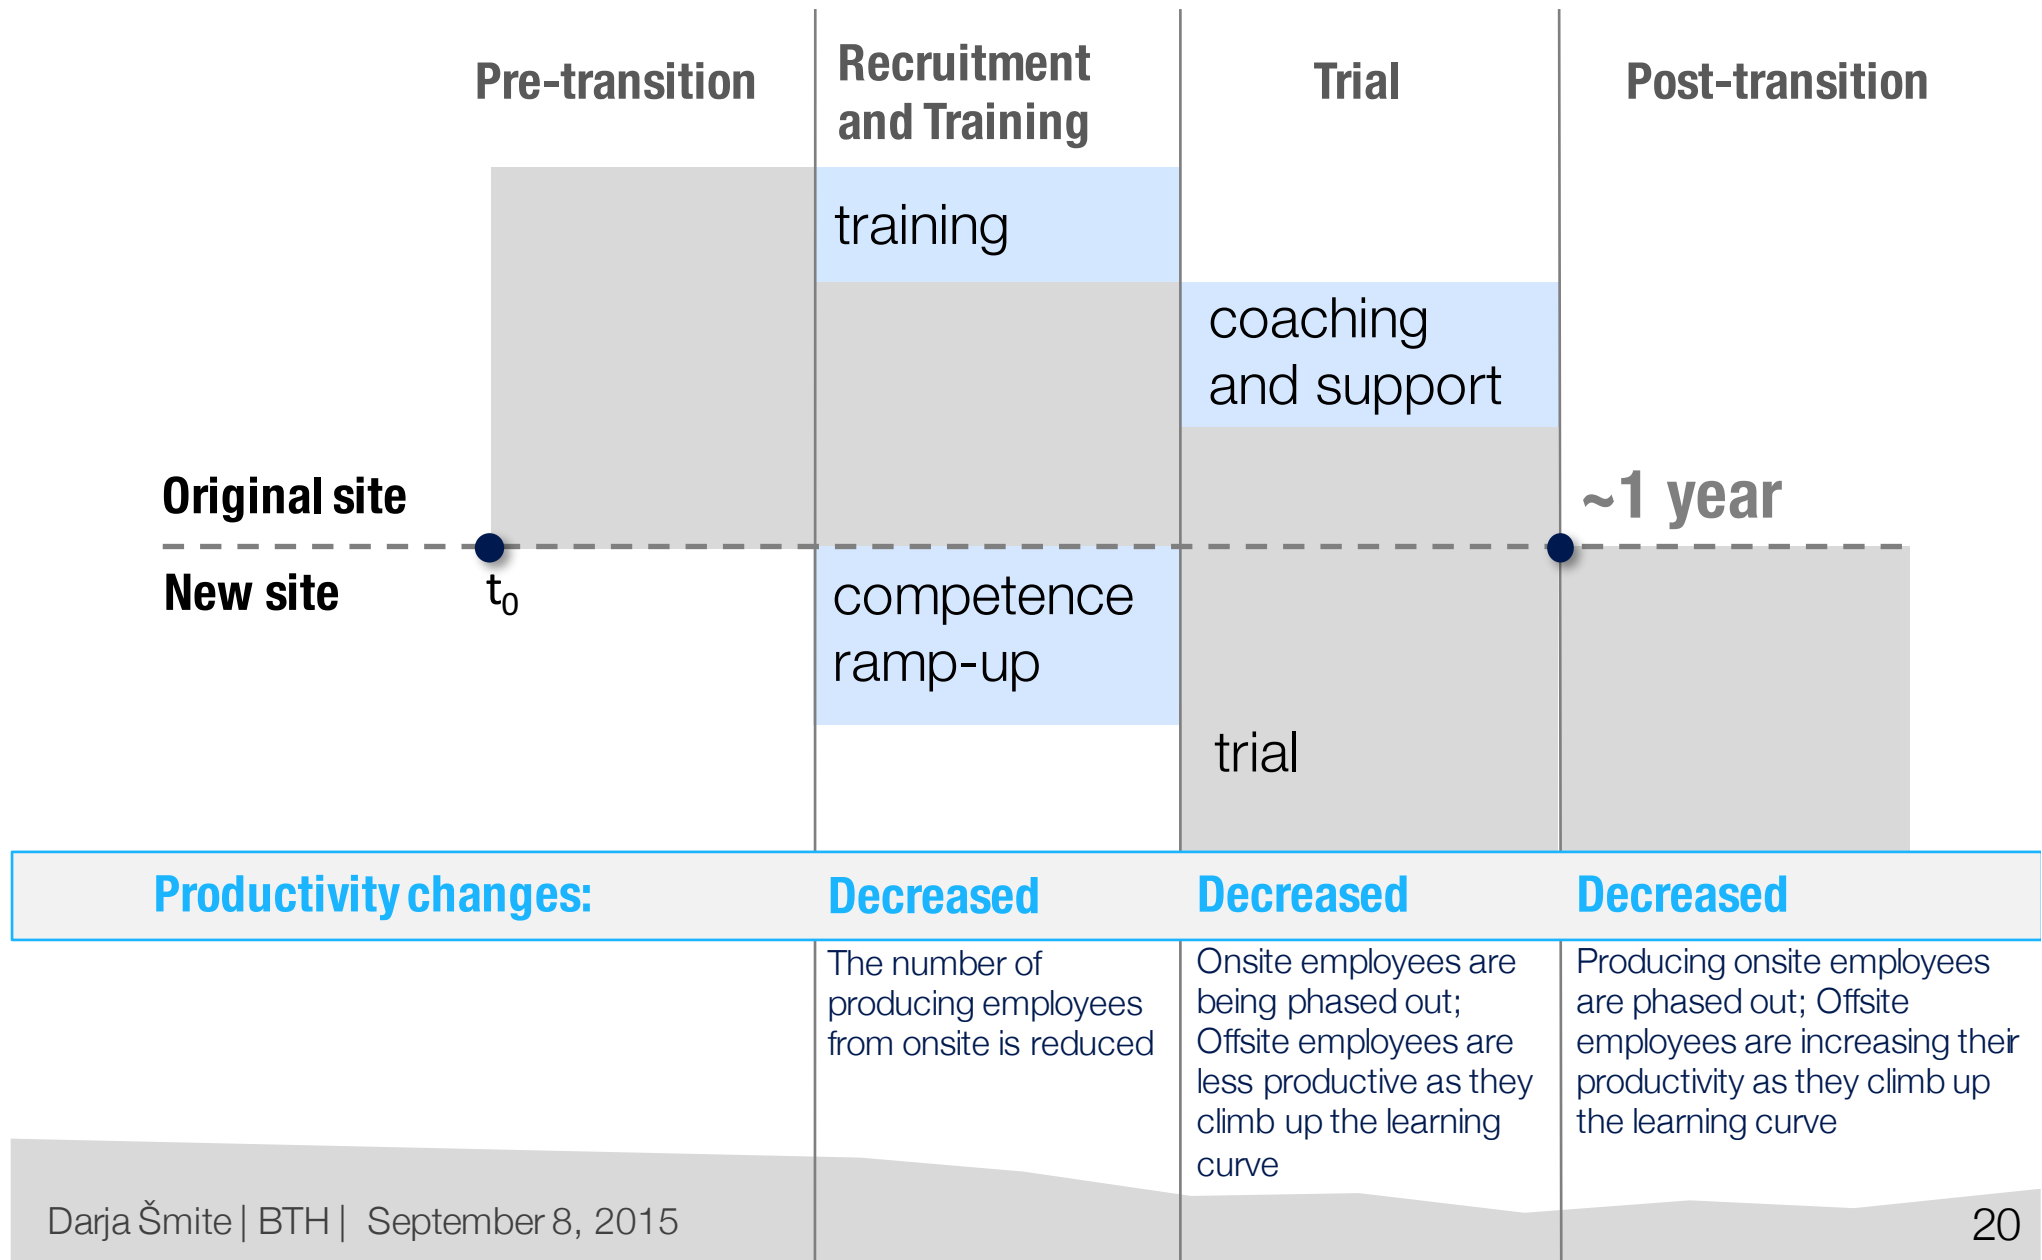 Pre-transition
Recruitment
and Training
Trial
Post-transition
training
coaching
and support
Original site
~1 year
New site
t₀
competence
ramp-up
trial
Productivity changes:
Decreased
Decreased
Decreased
The number of
producing employees
from onsite is reduced
Onsite employees are
being phased out;
Offsite employees are
less productive as they
climb up the learning
curve
Producing onsite employees
are phased out; Offsite
employees are increasing their
productivity as they climb up
the learning curve
Darja Šmite | BTH | September 8, 2015
20